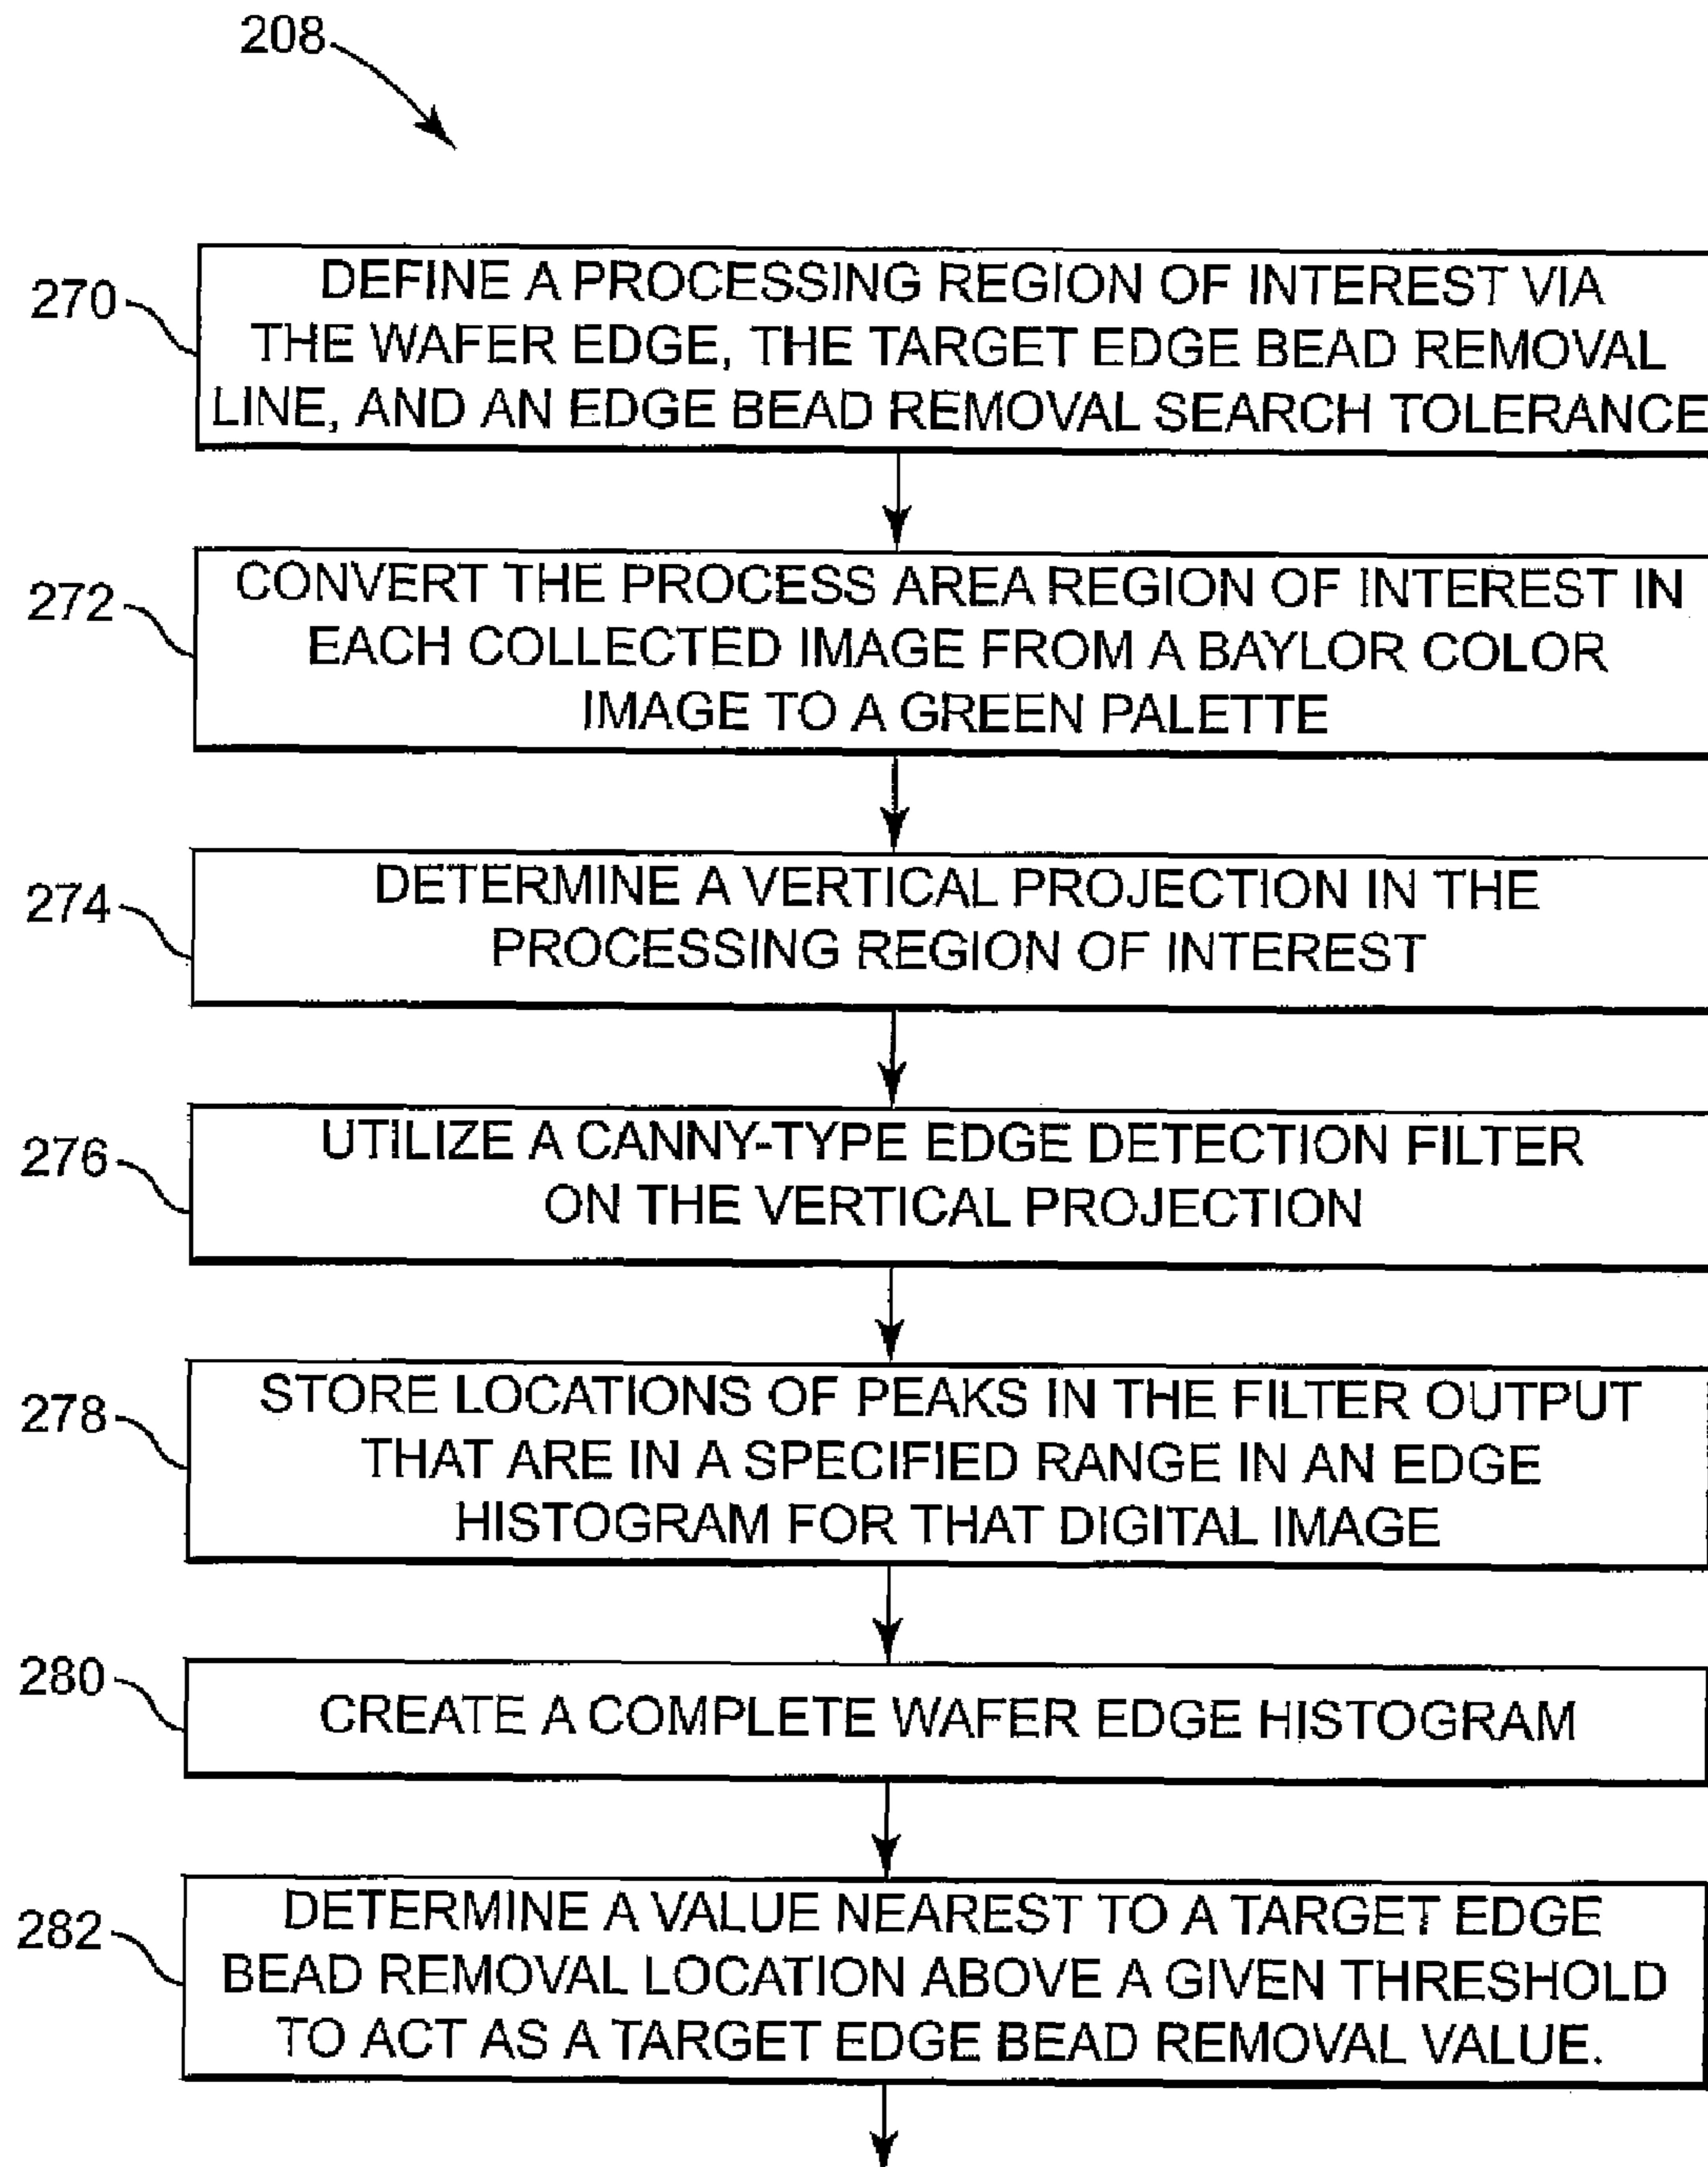 208
270
DEFINE A PROCESSING REGION OF INTEREST VIA
THE WAFER EDGE, THE TARGET EDGE BEAD REMOVAL
LINE, AND AN EDGE BEAD REMOVAL SEARCH TOLERANCE
272
CONVERT THE PROCESS AREA REGION OF INTEREST IN
EACH COLLECTED IMAGE FROM A BAYLOR COLOR
IMAGE TO A GREEN PALETTE
274
DETERMINE A VERTICAL PROJECTION IN THE
PROCESSING REGION OF INTEREST
276
UTILIZE A CANNY-TYPE EDGE DETECTION FILTER
ON THE VERTICAL PROJECTION
278
STORE LOCATIONS OF PEAKS IN THE FILTER OUTPUT
THAT ARE IN A SPECIFIED RANGE IN AN EDGE
HISTOGRAM FOR THAT DIGITAL IMAGE
280
CREATE A COMPLETE WAFER EDGE HISTOGRAM
282
DETERMINE A VALUE NEAREST TO A TARGET EDGE
BEAD REMOVAL LOCATION ABOVE A GIVEN THRESHOLD
TO ACT AS A TARGET EDGE BEAD REMOVAL VALUE.